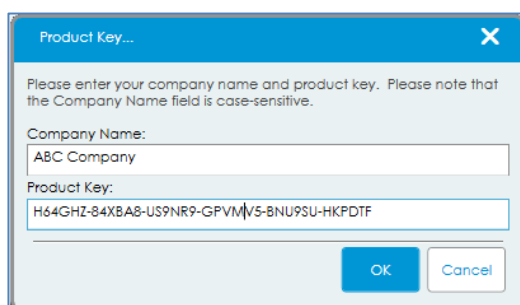 Product Key...
Please enter your company name and product key. Please note that
the Company Name field is case-sensitive.
Company Name:
ABC Company
Product Key:
H64GHZ-84XBA8-US9NR9-GPVMV5-BNU9SU-HKPDTF
OK
Cancel